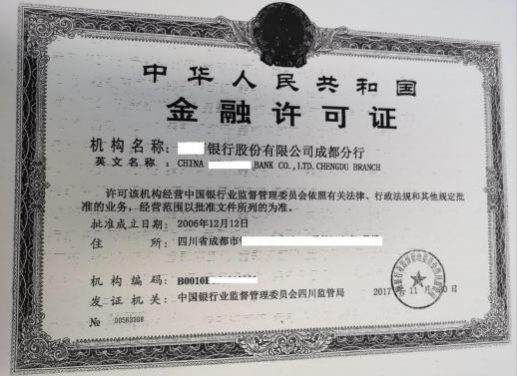 中华人民共和国
金融许可证
机构名称: 银行股份有限公司成都分行
英文名称: CHINA BANK CO.,LTD.CHENGDU BRANCH
许可该机构经营中国银行业监督管理委员会依照有关法律、行政法规和其他规定批
准的业务，经营范围以批准文件所列的为准。
批准成立日期: 2006年12月12日
住 所: 四川省成都市
机构编码: B0010
发证机关: 中国银行业监督管理委员会四川监管局
2017 11 0日
№ 00563388